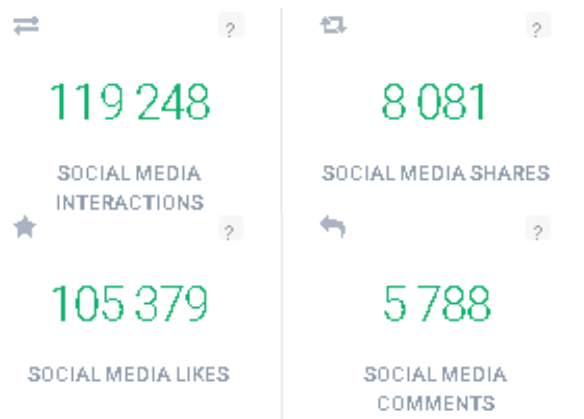 ?
?
119 248
8 081
SOCIAL MEDIA
INTERACTIONS
SOCIAL MEDIA SHARES
?
?
105 379
5 788
SOCIAL MEDIA LIKES
SOCIAL MEDIA
COMMENTS